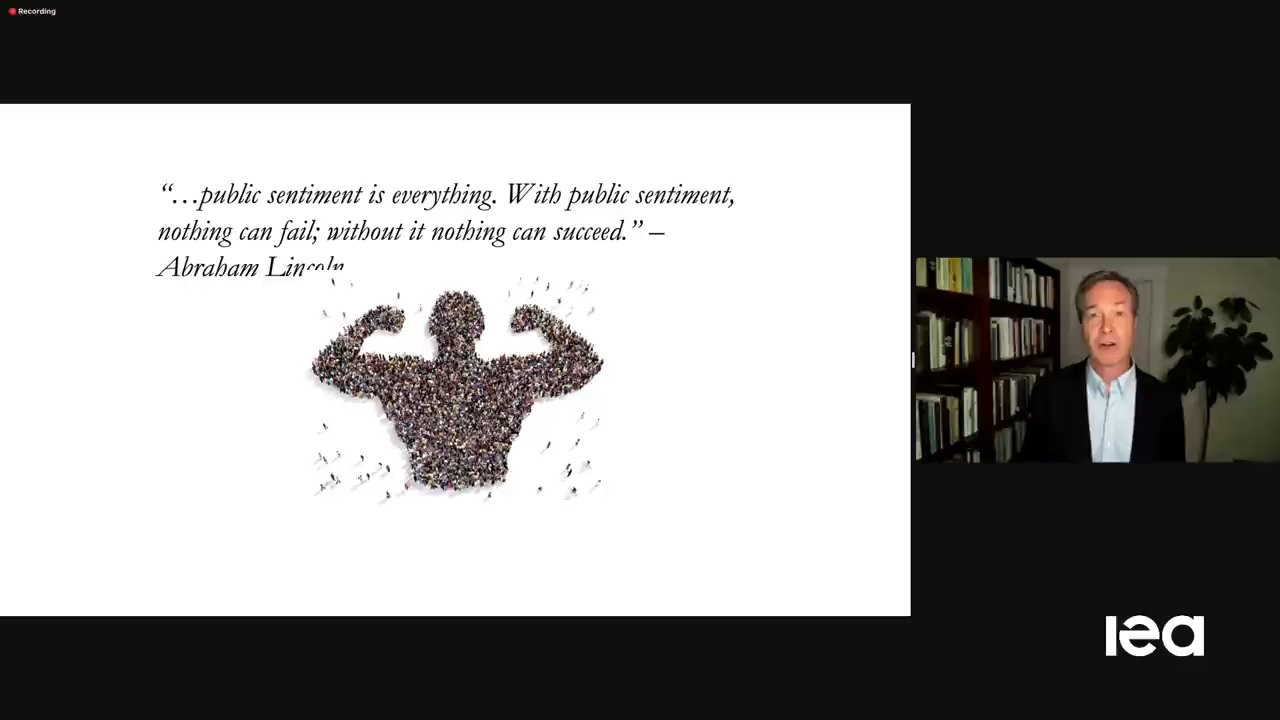 Recording
“…public sentiment is everything. With public sentiment,
nothing can fail; without it nothing can succeed.” –
Abraham Lincoln
iea